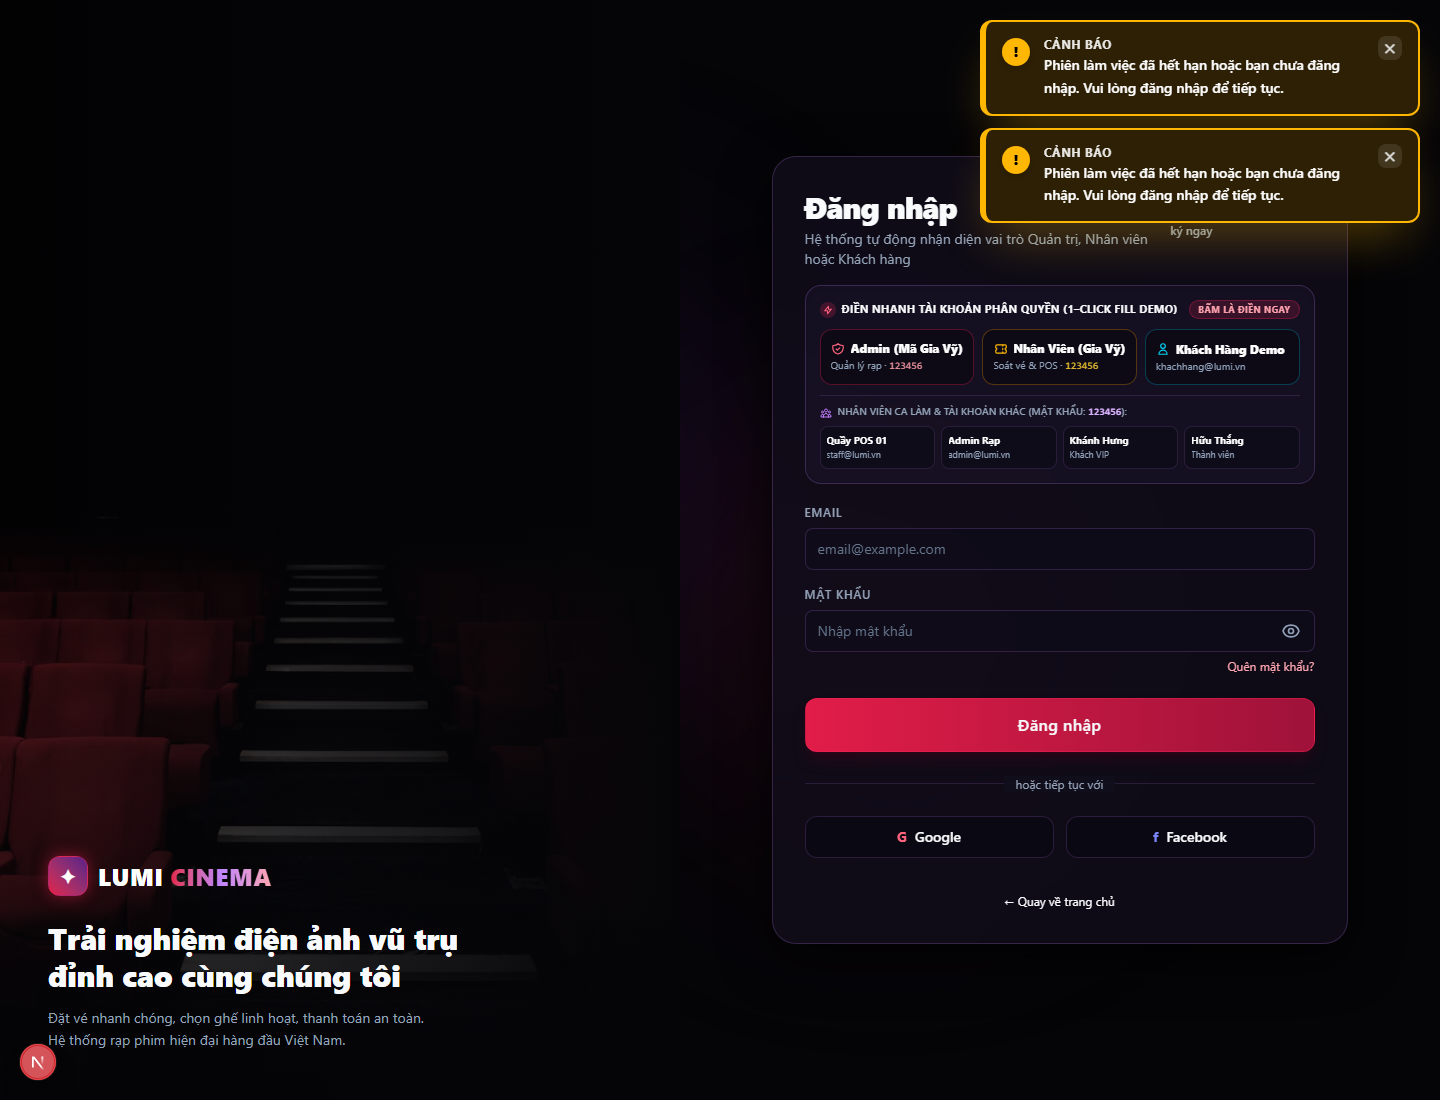 CẢNH BÁO
Phiên làm việc đã hết hạn hoặc bạn chưa đăng
nhập. Vui lòng đăng nhập để tiếp tục.
CẢNH BÁO
Phiên làm việc đã hết hạn hoặc bạn chưa đăng
nhập. Vui lòng đăng nhập để tiếp tục.
Đăng nhập
ký ngay
Hệ thống tự động nhận diện vai trò Quản trị, Nhân viên
hoặc Khách hàng
ĐIỀN NHANH TÀI KHOẢN PHÂN QUYỀN (1–CLICK FILL DEMO)
BẤM LÀ ĐIỀN NGAY
Admin (Mã Gia Vỹ)
Quản lý rạp · 123456
Nhân Viên (Gia Vỹ)
Soát vé & POS · 123456
Khách Hàng Demo
khachhang@lumi.vn
NHÂN VIÊN CA LÀM & TÀI KHOẢN KHÁC (MẬT KHẨU: 123456):
Quầy POS 01
staff@lumi.vn
Admin Rạp
admin@lumi.vn
Khánh Hưng
Khách VIP
Hữu Thắng
Thành viên
EMAIL
email@example.com
MẬT KHẨU
Nhập mật khẩu
Quên mật khẩu?
Đăng nhập
hoặc tiếp tục với
G Google
f Facebook
← Quay về trang chủ
LUMI CINEMA
Trải nghiệm điện ảnh vũ trụ
đỉnh cao cùng chúng tôi
Đặt vé nhanh chóng, chọn ghế linh hoạt, thanh toán an toàn.
Hệ thống rạp phim hiện đại hàng đầu Việt Nam.
N